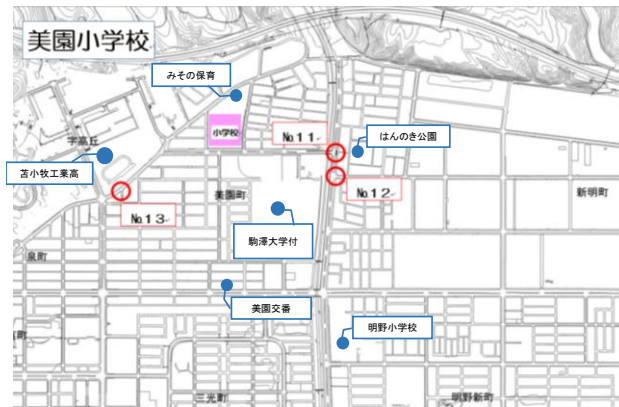 美園小学校
みその保育
小学校
No11
はんのき公園
字高丘
苫小牧工業高
No12
美園町
新明町
No13
駒澤大学付
泉町
美園交番
明野小学校
三光町
明野新町